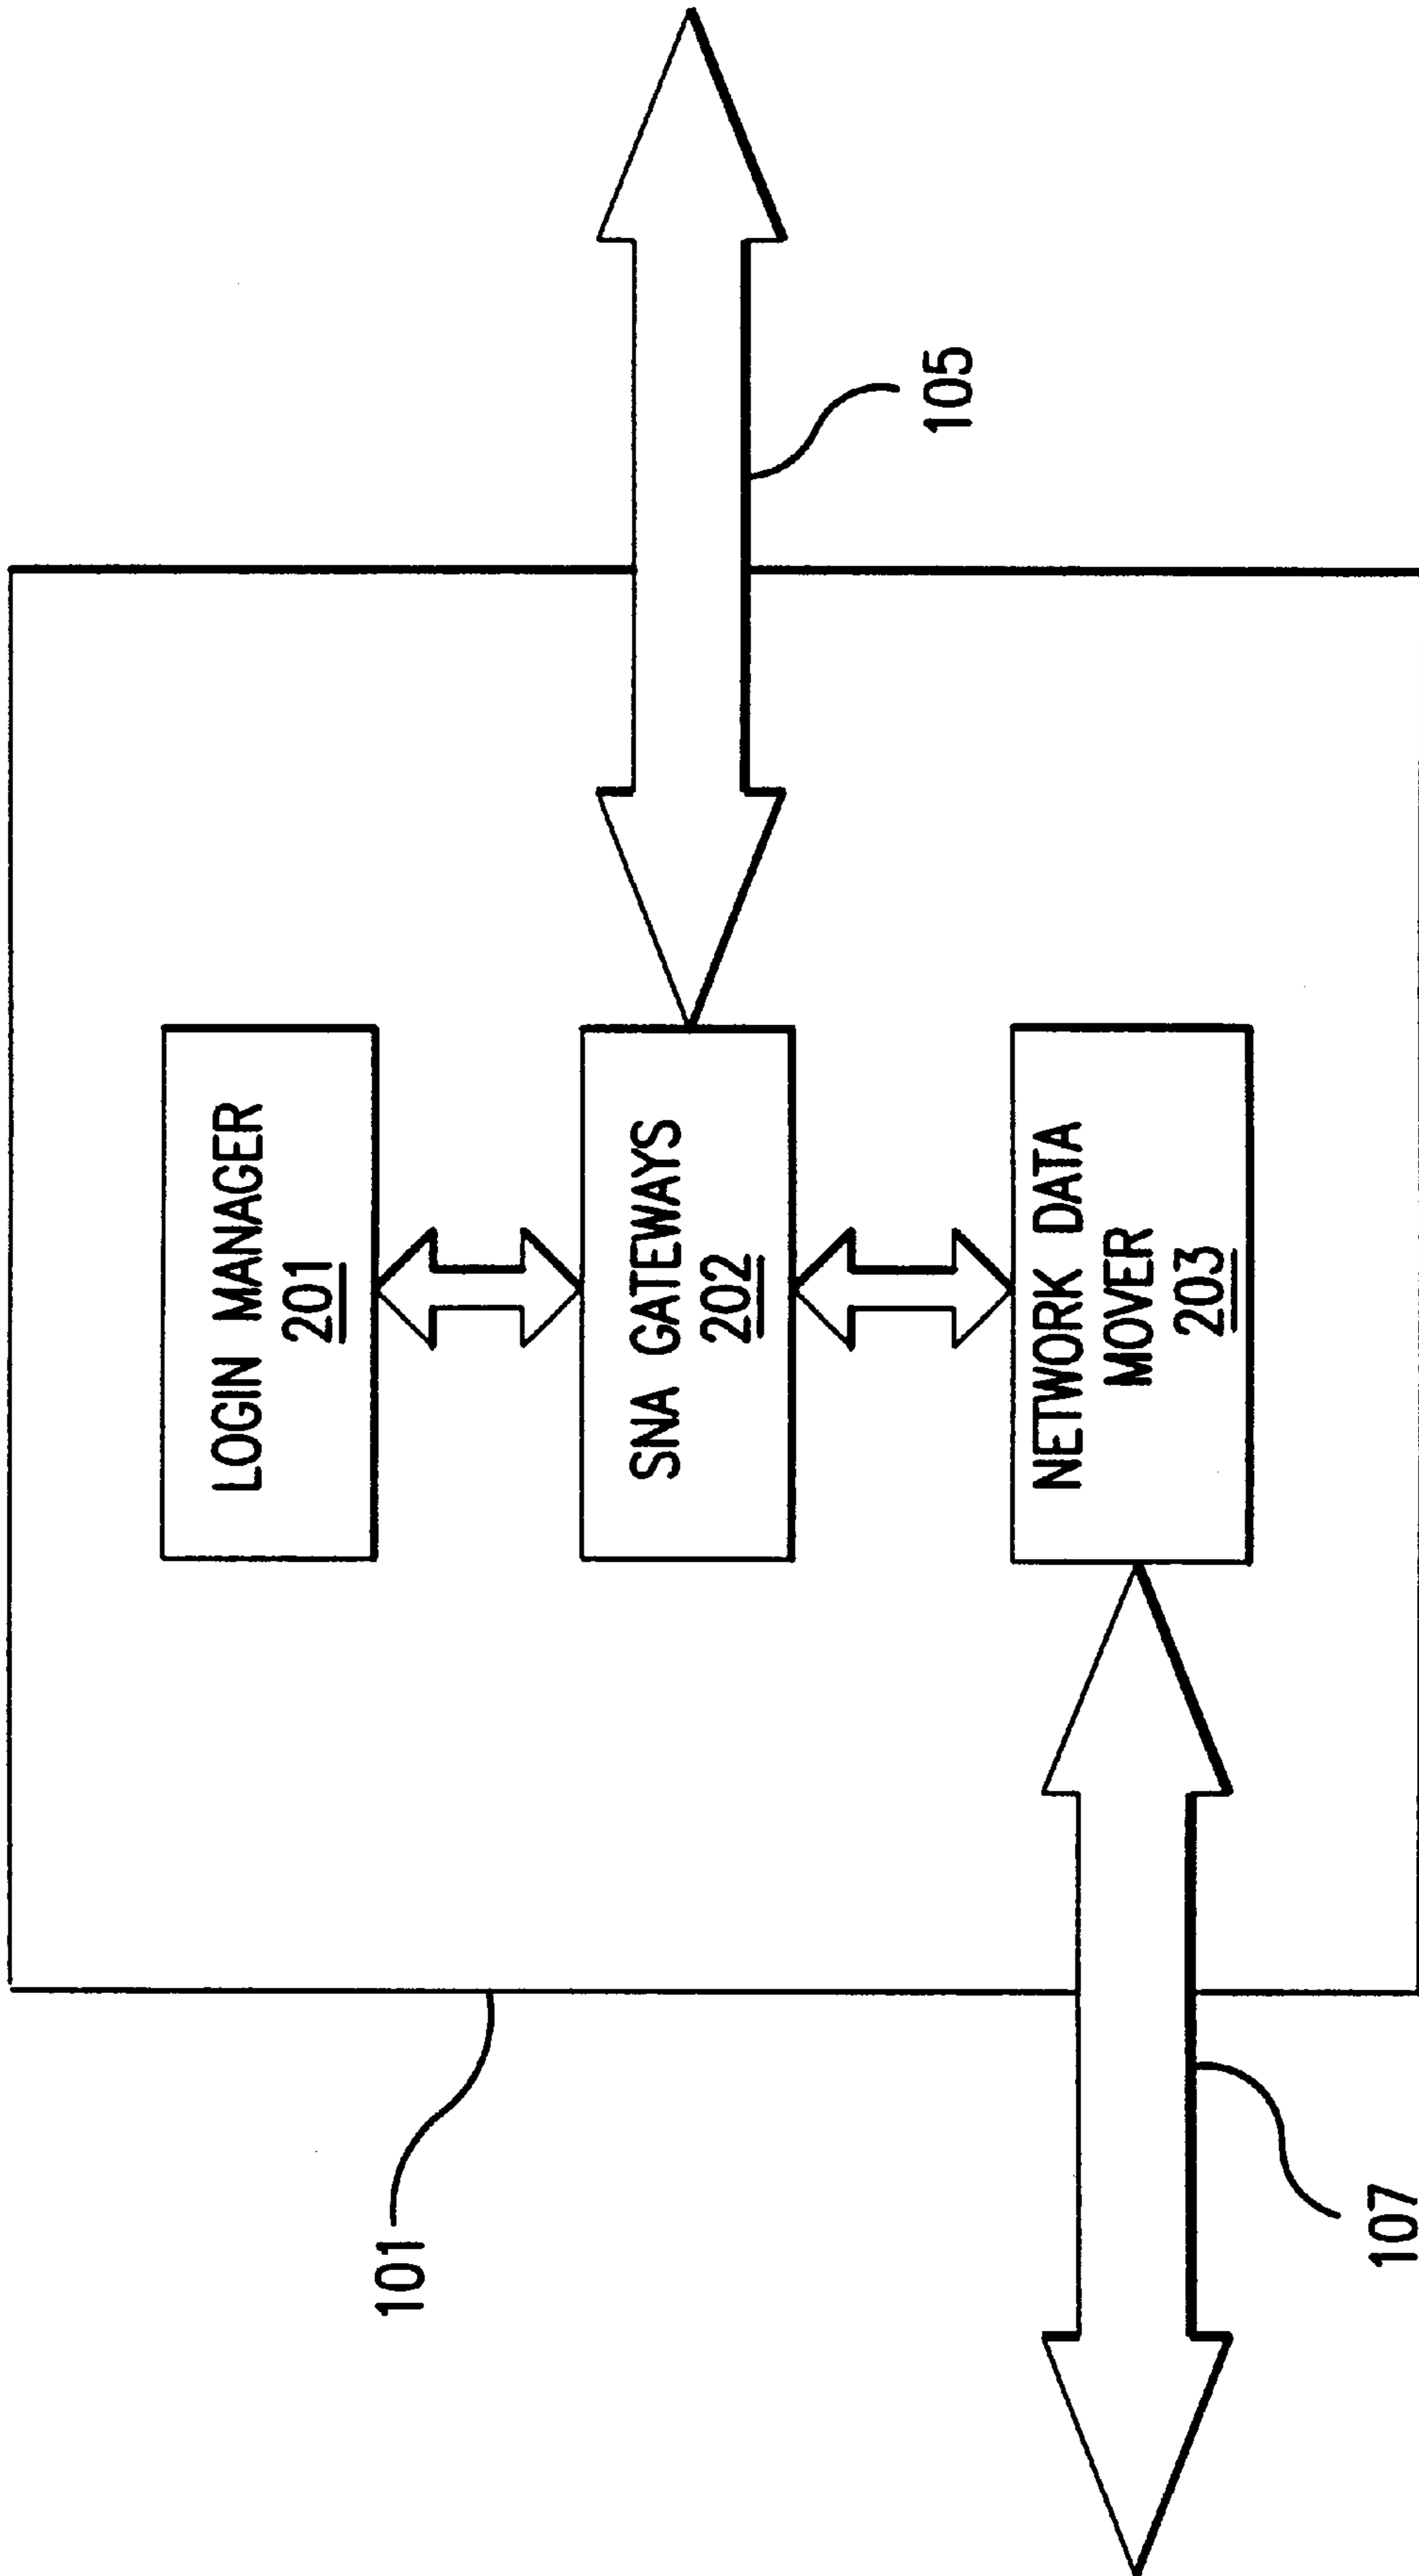 LOGIN MANAGER
201
SNA GATEWAYS
202
NETWORK DATA
MOVER
203
101
105
107